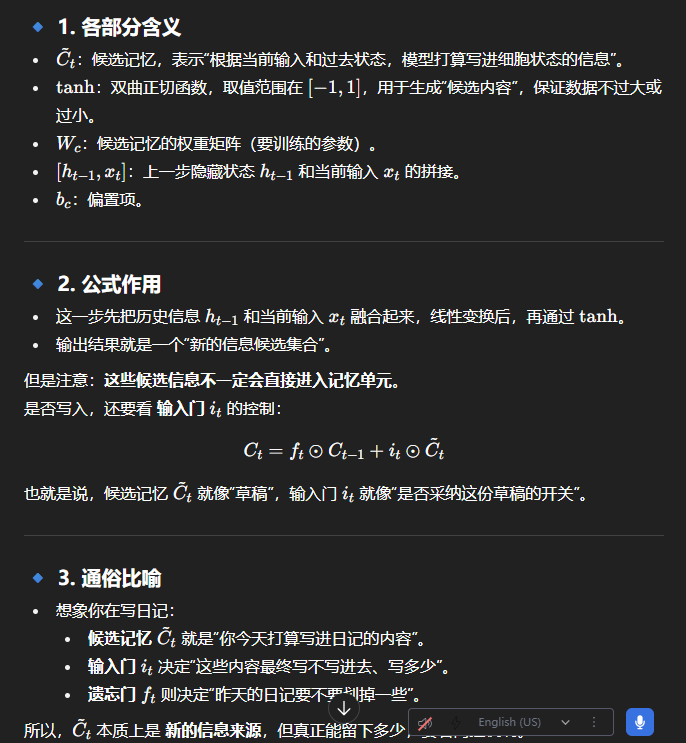 1. 各部分含义
C̃ₜ：候选记忆，表示“根据当前输入和过去状态，模型打算写进细胞状态的信息”。
tanh：双曲正切函数，取值范围在 [−1, 1]，用于生成“候选内容”，保证数据不过大或
过小。
W_c：候选记忆的权重矩阵（要训练的参数）。
[h_{t−1}, x_t]：上一步隐藏状态 h_{t−1} 和当前输入 x_t 的拼接。
b_c：偏置项。
2. 公式作用
这一步先把历史信息 h_{t−1} 和当前输入 x_t 融合起来，线性变换后，再通过 tanh。
输出结果就是一个“新的信息候选集合”。
但是注意：这些候选信息不一定会直接进入记忆单元。
是否写入，还要看 输入门 i_t 的控制：
C_t = f_t ⊙ C_{t−1} + i_t ⊙ C̃_t
也就是说，候选记忆 C̃_t 就像“草稿”，输入门 i_t 就像“是否采纳这份草稿的开关”。
3. 通俗比喻
想象你在写日记：
候选记忆 C̃_t 就是“你今天打算写进日记的内容”。
输入门 i_t 决定“这些内容最终写不写进去、写多少”。
遗忘门 f_t 则决定“昨天的日记要不要划掉一些”。
所以，C̃_t 本质上是 新的信息来源，但真正能留下多少，
English (US)